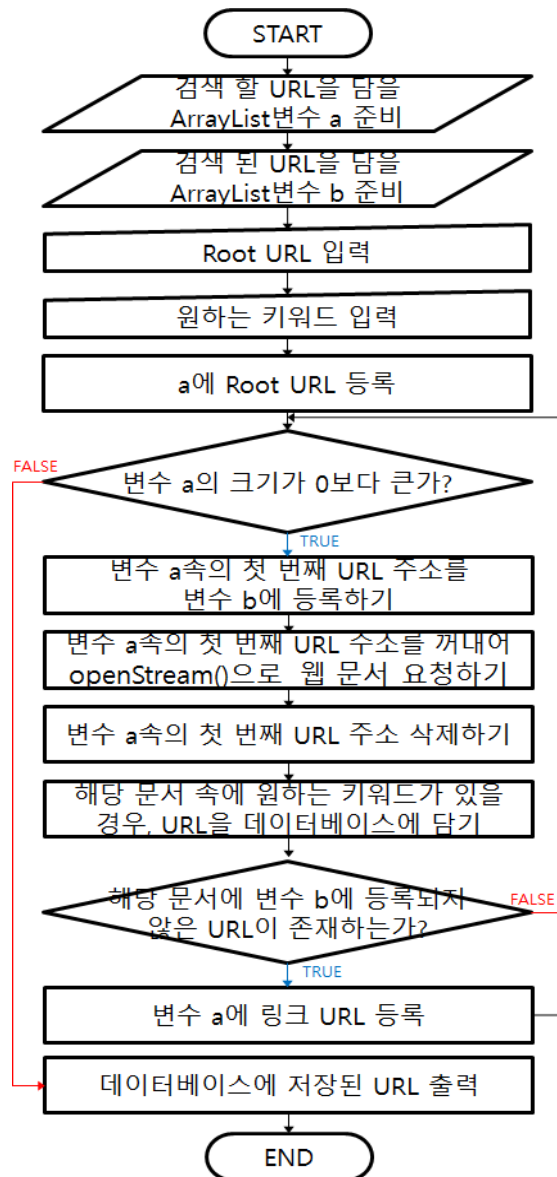 START
검색 할 URL을 담을
ArrayList변수 a 준비
검색 된 URL을 담을
ArrayList변수 b 준비
Root URL 입력
원하는 키워드 입력
a에 Root URL 등록
FALSE
변수 a의 크기가 0보다 큰가?
TRUE
변수 a속의 첫 번째 URL 주소를
변수 b에 등록하기
변수 a속의 첫 번째 URL 주소를 꺼내어
openStream()으로 웹 문서 요청하기
변수 a속의 첫 번째 URL 주소 삭제하기
해당 문서 속에 원하는 키워드가 있을
경우, URL을 데이터베이스에 담기
해당 문서에 변수 b에 등록되지
않은 URL이 존재하는가?
FALSE
TRUE
변수 a에 링크 URL 등록
데이터베이스에 저장된 URL 출력
END